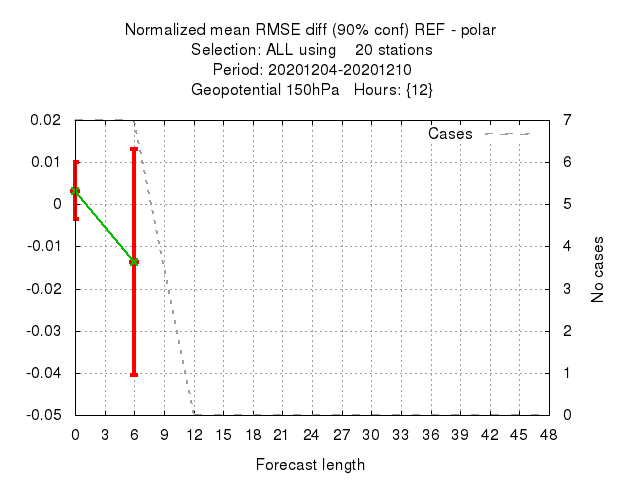 Normalized mean RMSE diff (90% conf) REF - polar
Selection: ALL using 20 stations
Period: 20201204-20201210
Geopotential 150hPa Hours: {12}
Cases
0.02
0.01
0
-0.01
-0.02
-0.03
-0.04
-0.05
7
6
5
4
3
2
1
0
No cases
0 3 6 9 12 15 18 21 24 27 30 33 36 39 42 45 48
Forecast length